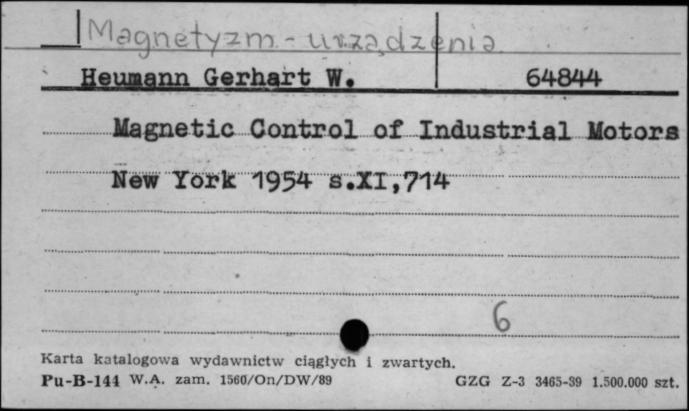 Magnetyzm - urządzenia
Heumann Gerhart W. 64844
Magnetic Control of Industrial Motors
New York 1954 s.XI,714
6
Karta katalogowa wydawnictw ciągłych i zwartych.
Pu-B-144 W.A. zam. 1560/On/DW/89 GZG Z-3 3465-89 1.500.000 szt.